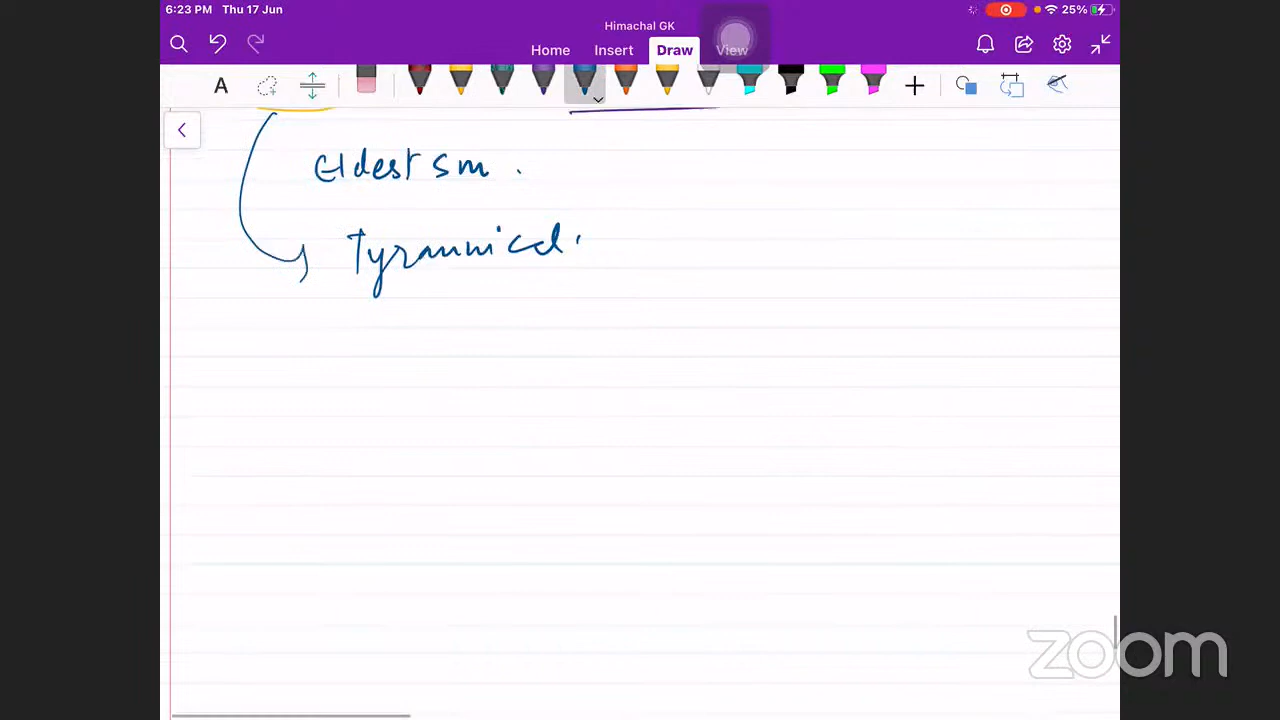 6:23 PM Thu 17 Jun
25%
Himachal GK
Home Insert Draw View
A
Eldest son .
Tyrannical .
zoom